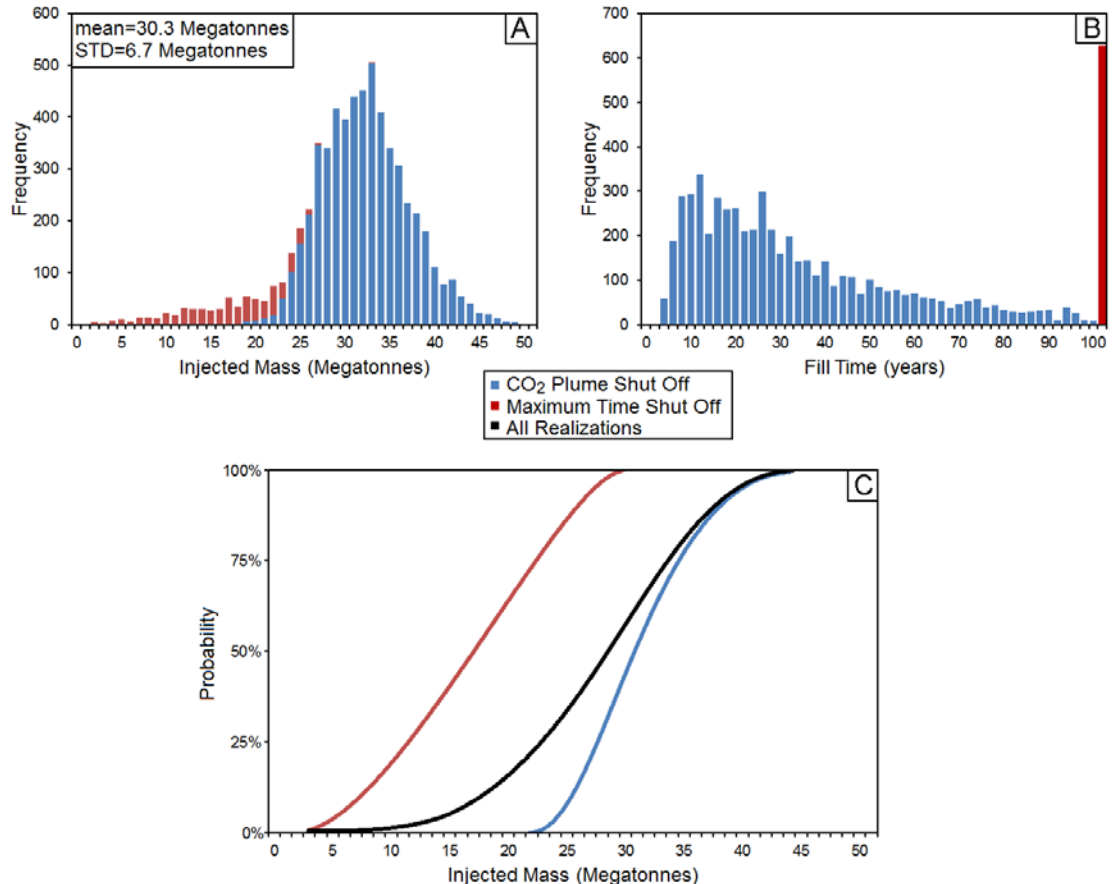 mean=30.3 Megatonnes
STD=6.7 Megatonnes
A
Frequency
600
500
400
300
200
100
0
0 5 10 15 20 25 30 35 40 45 50
Injected Mass (Megatonnes)
B
Frequency
700
600
500
400
300
200
100
0
0 10 20 30 40 50 60 70 80 90 100
Fill Time (years)
CO₂ Plume Shut Off
Maximum Time Shut Off
All Realizations
C
Probability
100%
75%
50%
25%
0%
0 5 10 15 20 25 30 35 40 45 50
Injected Mass (Megatonnes)